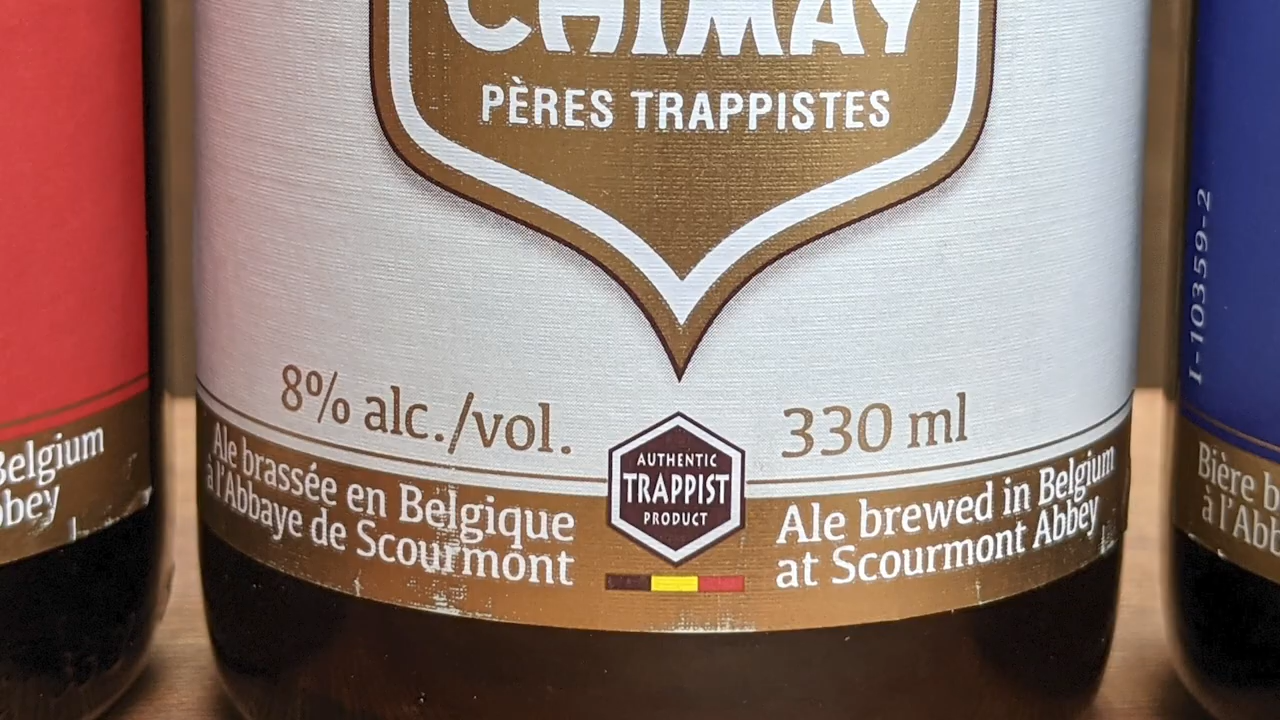 CHIMAY
PÈRES TRAPPISTES
8% alc./vol.
330 ml
AUTHENTIC
TRAPPIST
PRODUCT
Ale brassée en Belgique
à l'Abbaye de Scourmont
Ale brewed in Belgium
at Scourmont Abbey
Belgium
bbey
1-10359-2
Bière b
à l'Abb